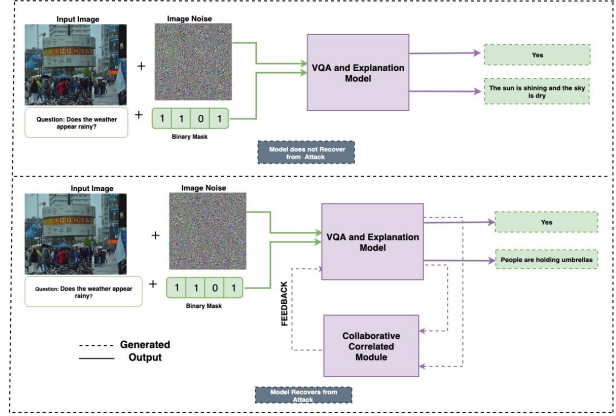 Input Image
Image Noise
+
VQA and Explanation
Model
Yes
The sun is shining and the sky
is dry
Question: Does the weather
appear rainy?
+
1 1 0 1
Binary Mask
Model does not Recover
from Attack
Input Image
Image Noise
+
VQA and Explanation
Model
Yes
People are holding umbrellas
Question: Does the weather appear
rainy?
+
1 1 0 1
Binary Mask
FEEDBACK
Collaborative
Correlated
Module
Generated
Output
Model Recovers from
Attack